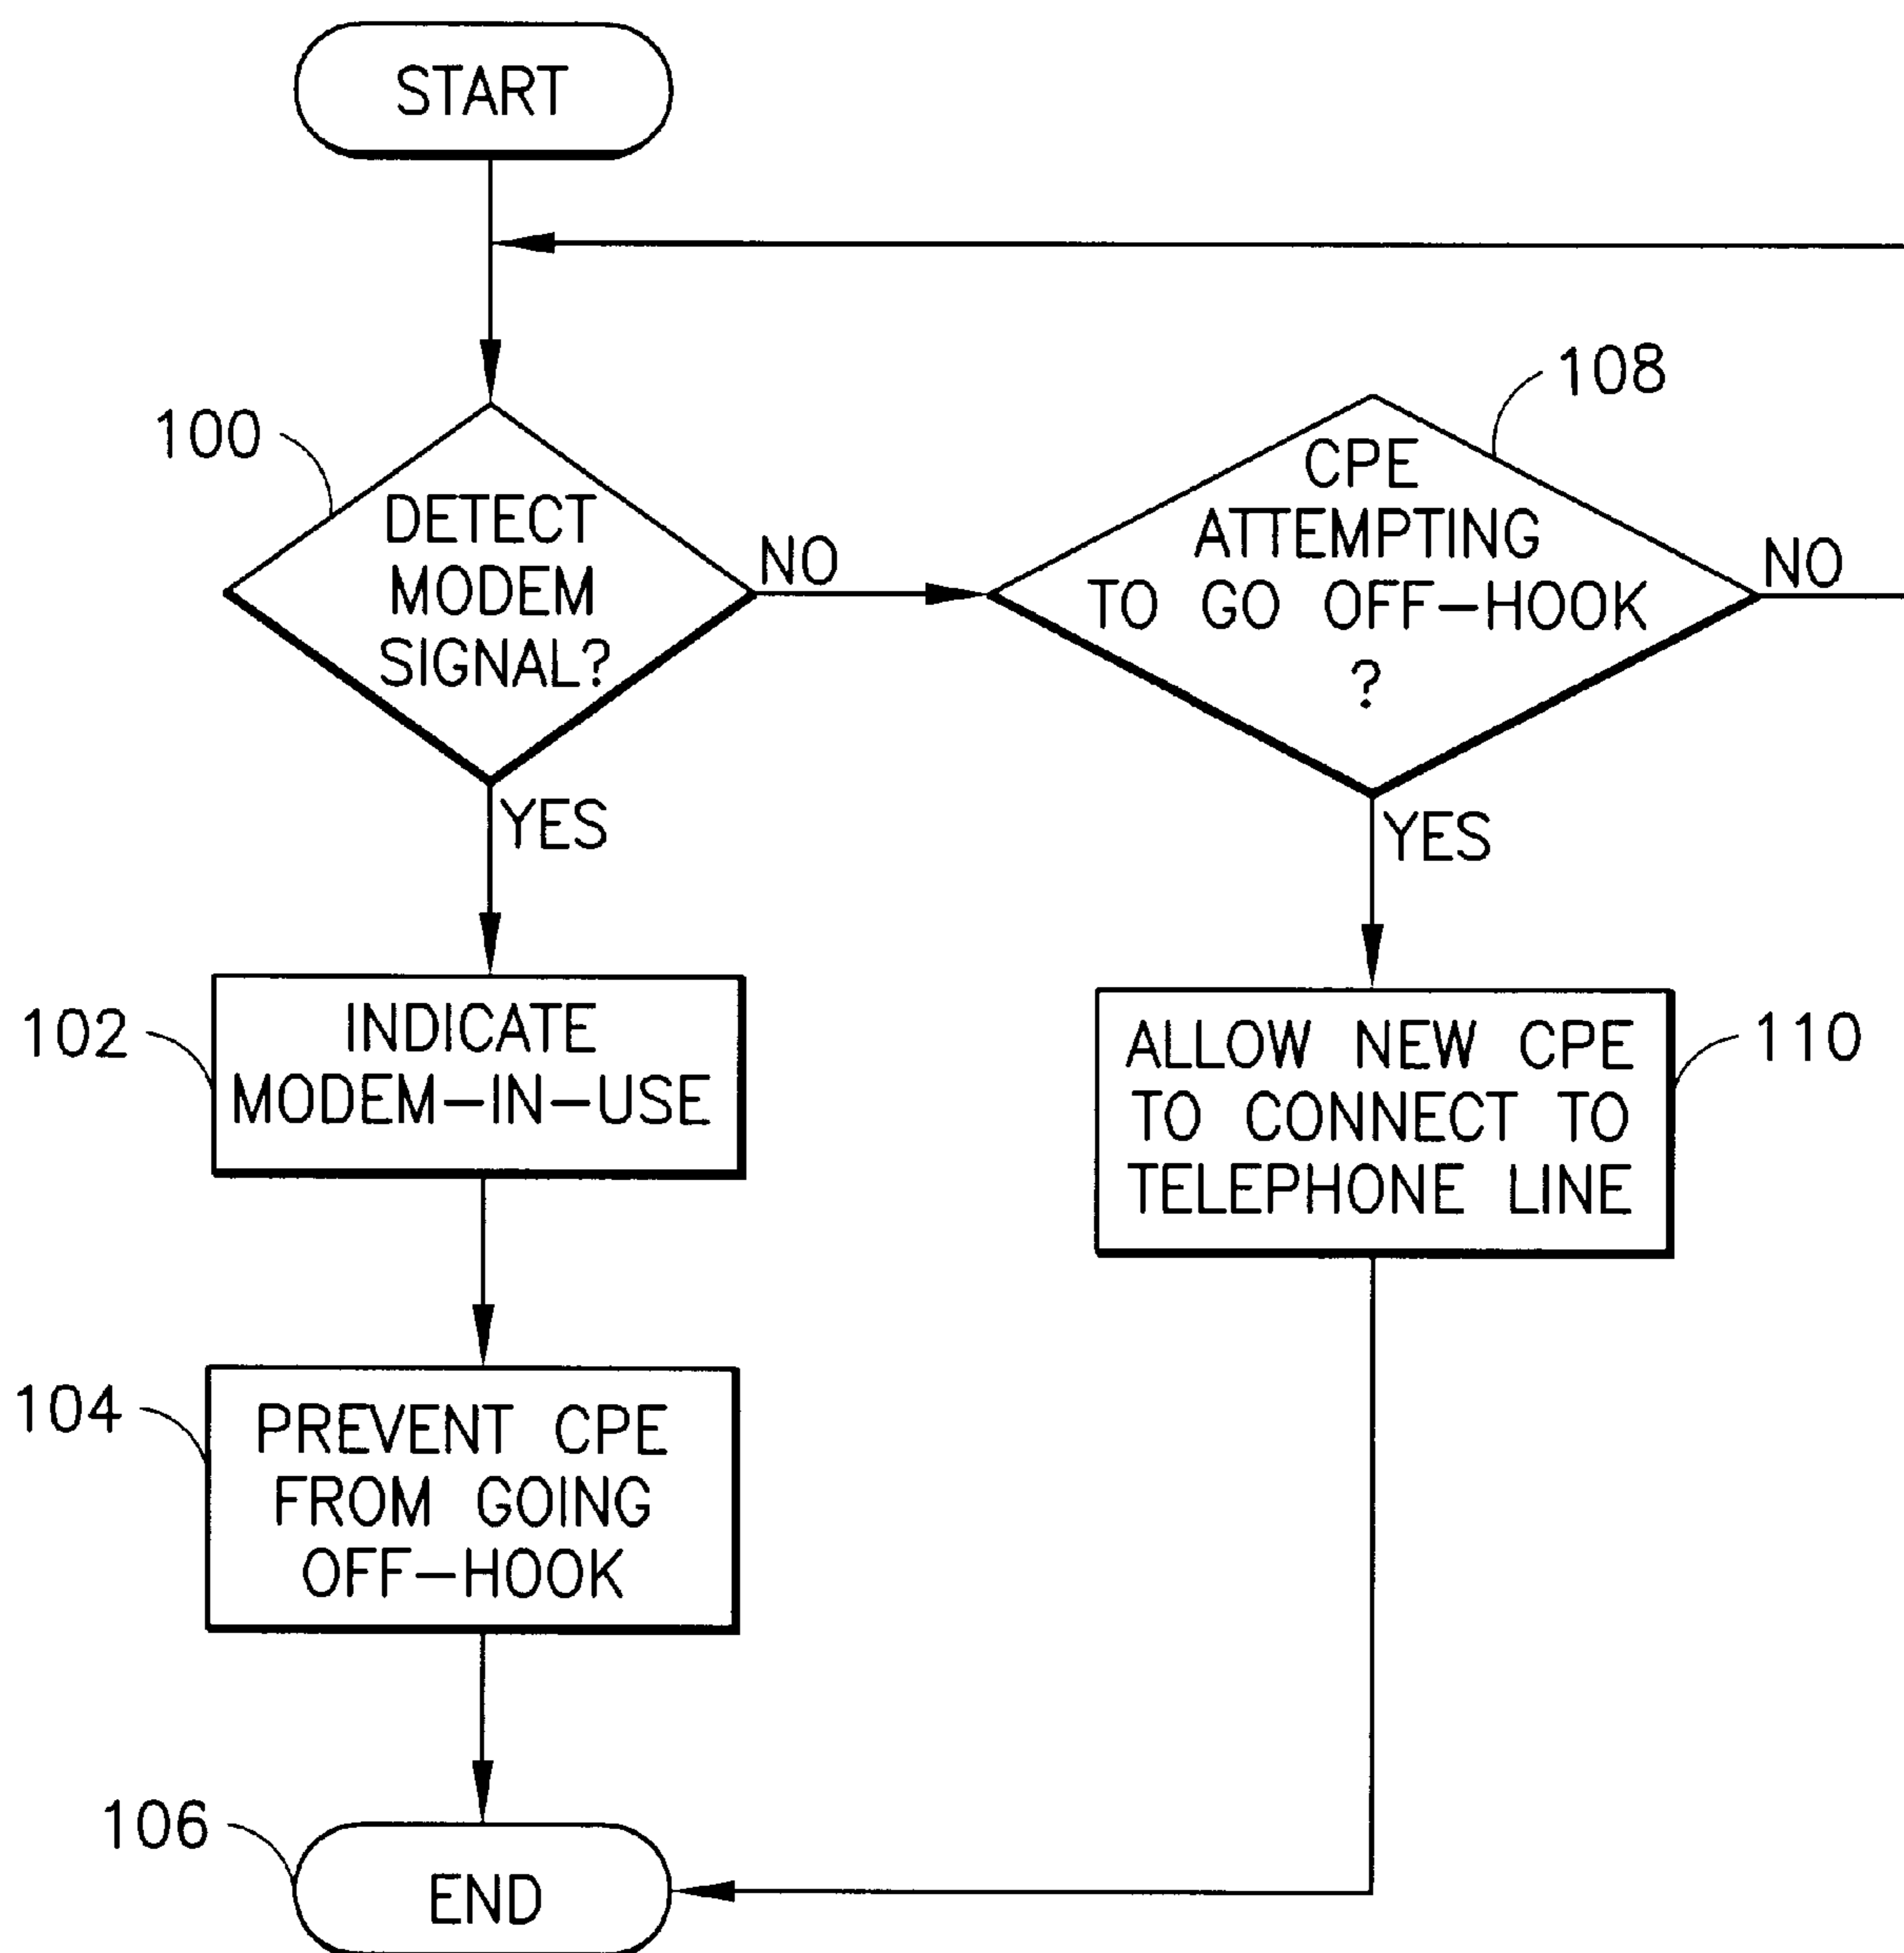 START
100
DETECT
MODEM
SIGNAL?
NO
YES
108
CPE
ATTEMPTING
TO GO OFF-HOOK
?
NO
YES
102
INDICATE
MODEM-IN-USE
110
ALLOW NEW CPE
TO CONNECT TO
TELEPHONE LINE
104
PREVENT CPE
FROM GOING
OFF-HOOK
106
END